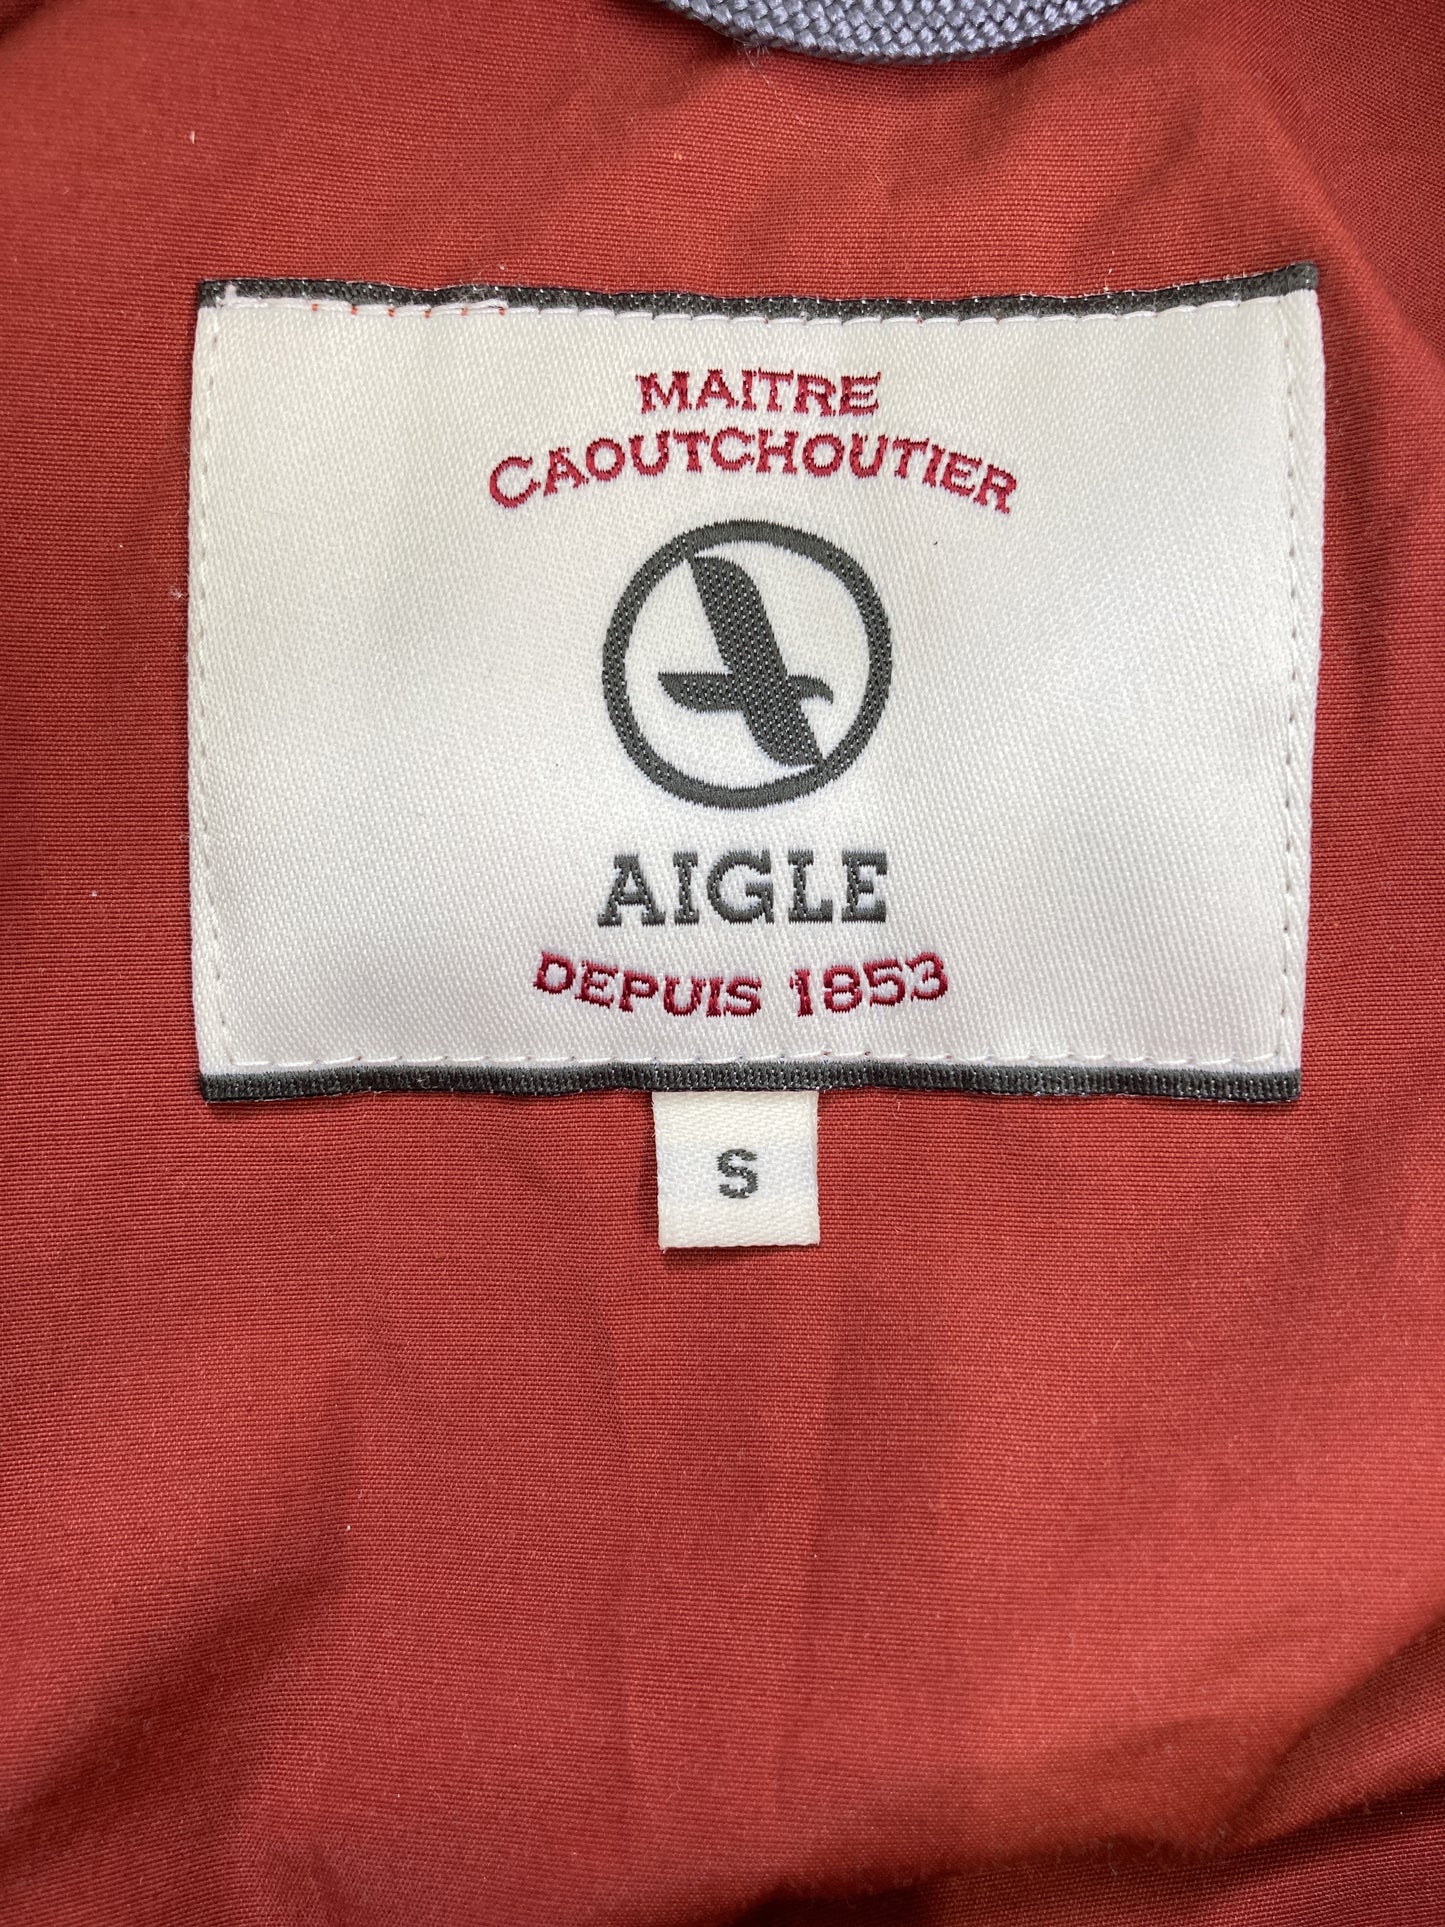 MAITRE
CAOUTCHOUTIER
AIGLE
DEPUIS 1853
S